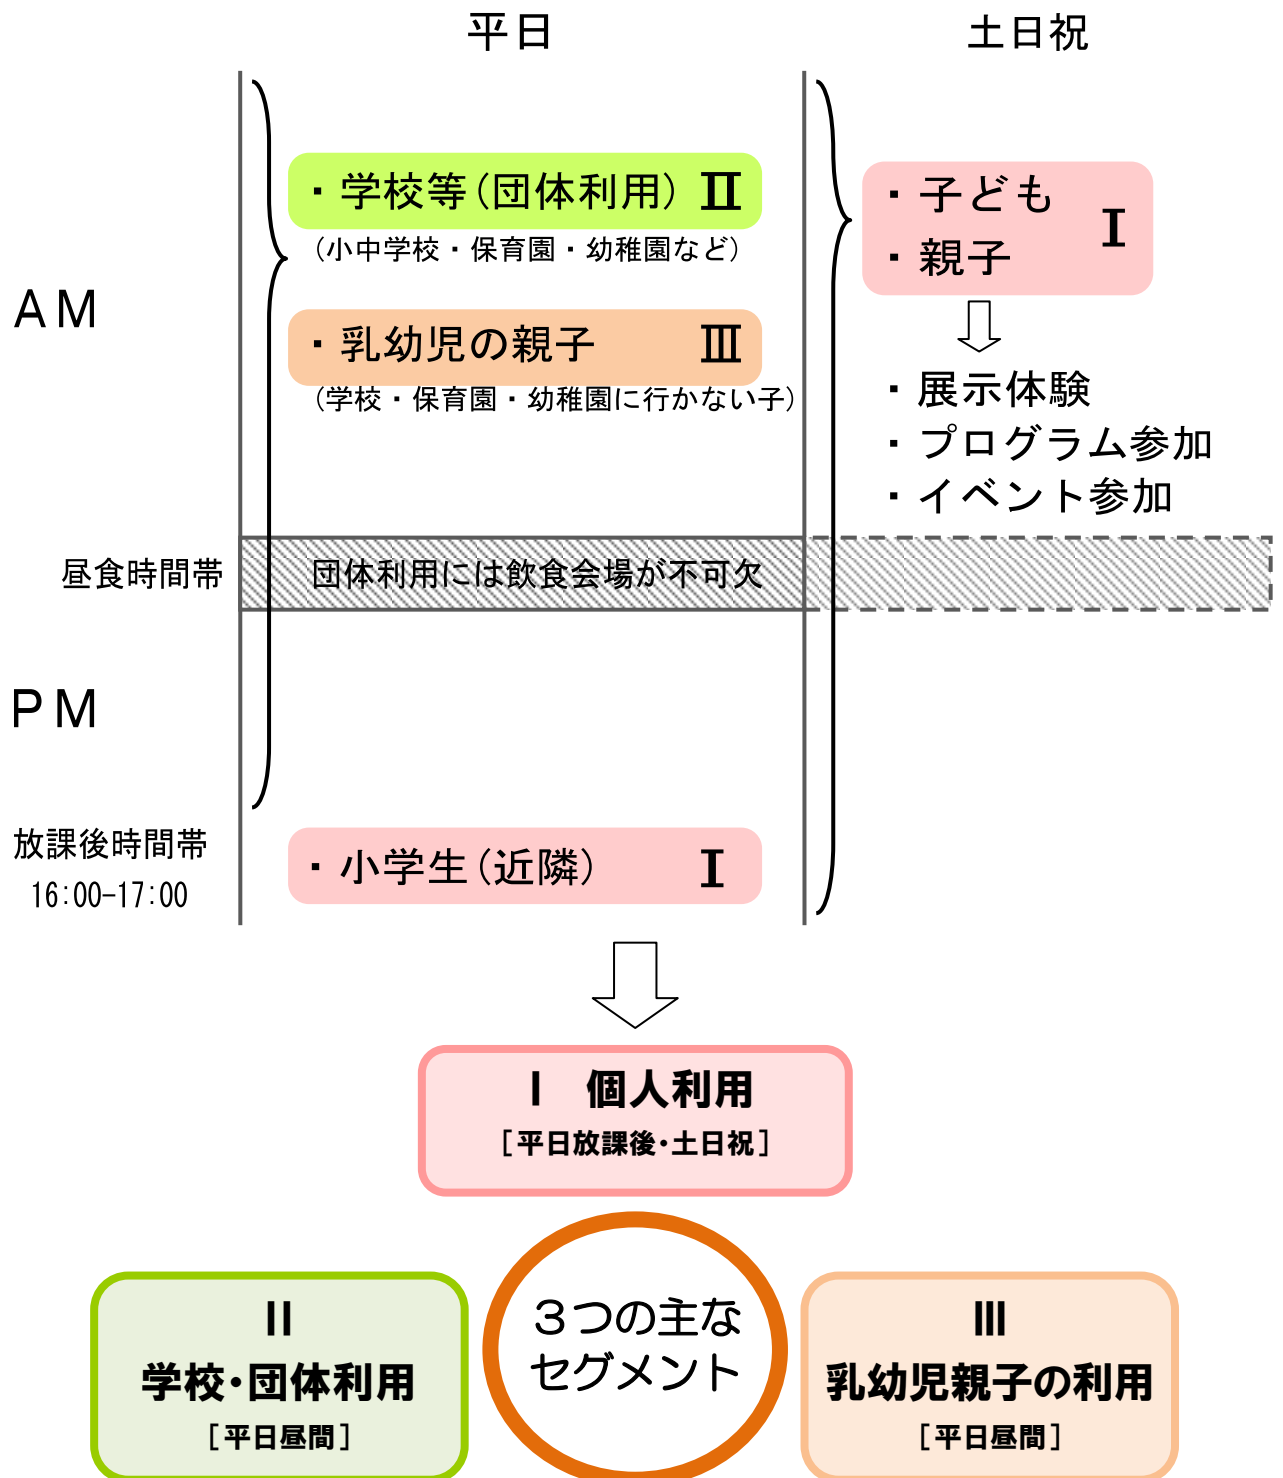 平日
土日祝
・学校等(団体利用) Ⅱ
(小中学校・保育園・幼稚園など)
・子ども
・親子
Ⅰ
AM
・乳幼児の親子 Ⅲ
(学校・保育園・幼稚園に行かない子)
・展示体験
・プログラム参加
・イベント参加
昼食時間帯
団体利用には飲食会場が不可欠
PM
放課後時間帯
16:00-17:00
・小学生(近隣) Ⅰ
Ⅰ 個人利用
[平日放課後・土日祝]
3つの主な
セグメント
Ⅱ
学校・団体利用
[平日昼間]
Ⅲ
乳幼児親子の利用
[平日昼間]